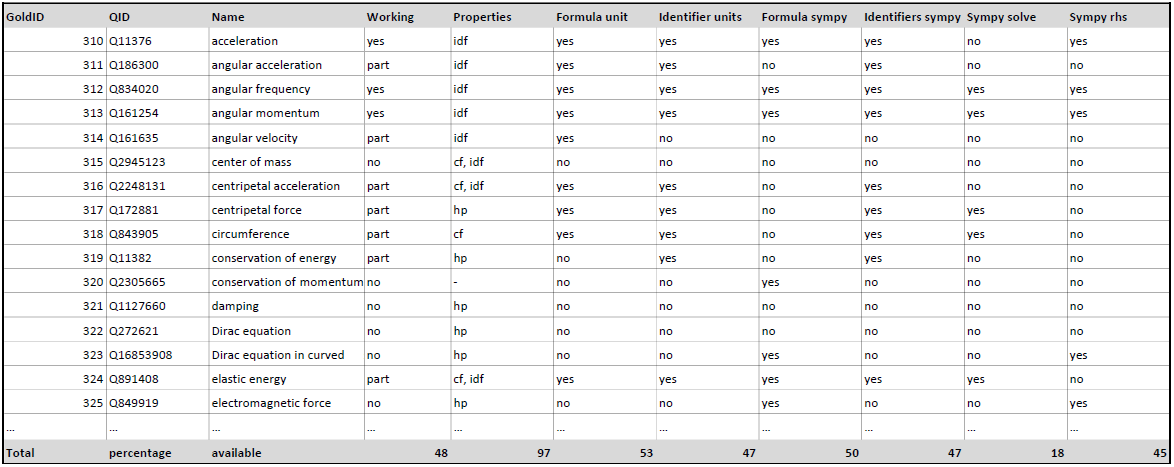 GoldID QID Name Working Properties Formula unit Identifier units Formula sympy Identifiers sympy Sympy solve Sympy rhs
310 Q11376 acceleration yes idf yes yes yes yes no yes
311 Q186300 angular acceleration part idf yes yes no yes no no
312 Q834020 angular frequency yes idf yes yes yes yes yes yes
313 Q161254 angular momentum yes idf yes yes yes yes yes yes
314 Q161635 angular velocity part idf yes no no no no no
315 Q2945123 center of mass no cf, idf no no no no no no
316 Q2248131 centripetal acceleration part cf, idf yes yes no yes no no
317 Q172881 centripetal force part hp yes yes no yes yes no
318 Q843905 circumference part cf yes yes no yes yes no
319 Q11382 conservation of energy part hp no yes no yes no no
320 Q2305665 conservation of momentum no - no no yes no no no
321 Q1127660 damping no hp no no no no no no
322 Q272621 Dirac equation no hp no no no no no no
323 Q16853908 Dirac equation in curved no hp no no yes no no yes
324 Q891408 elastic energy part cf, idf yes yes yes yes yes no
325 Q849919 electromagnetic force no hp no no yes no no yes
... ... ... ... ... ... ... ... ... ... ...
Total percentage available 48 97 53 47 50 47 18 45